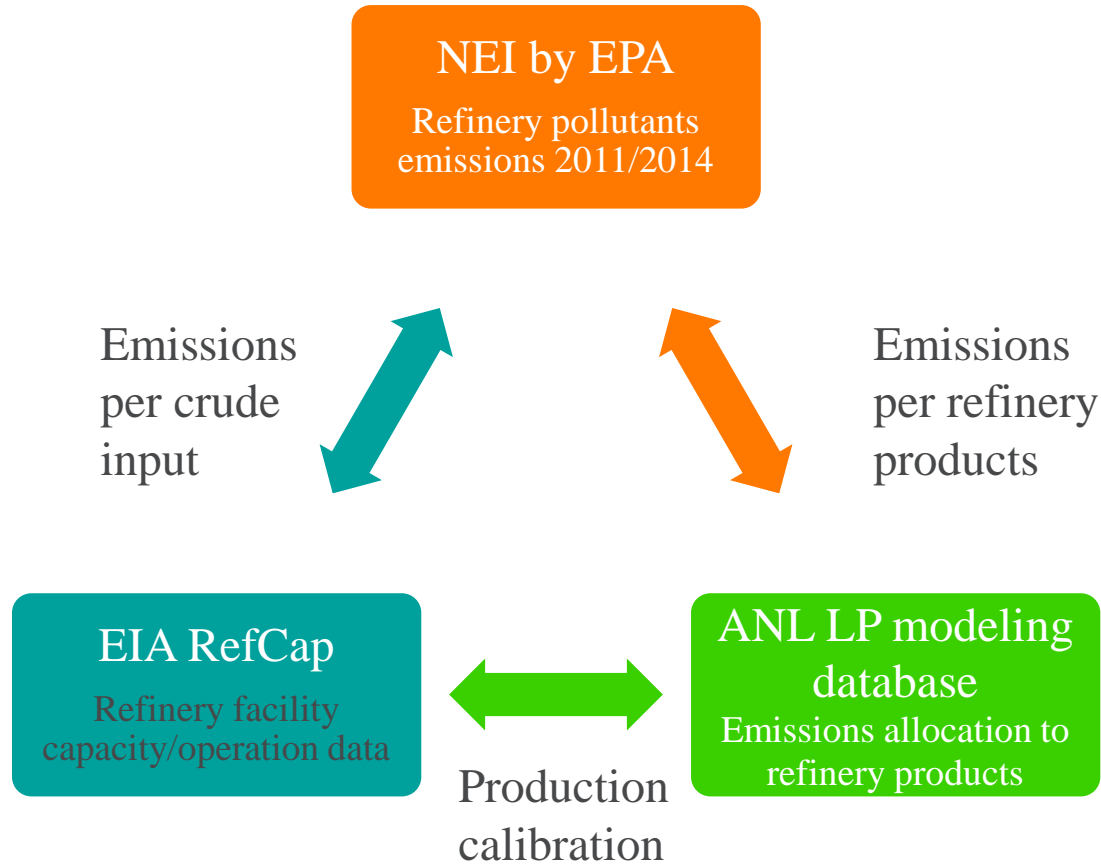 NEI by EPA
Refinery pollutants
emissions 2011/2014
Emissions
per crude
input
Emissions
per refinery
products
EIA RefCap
Refinery facility
capacity/operation data
ANL LP modeling
database
Emissions allocation to
refinery products
Production
calibration